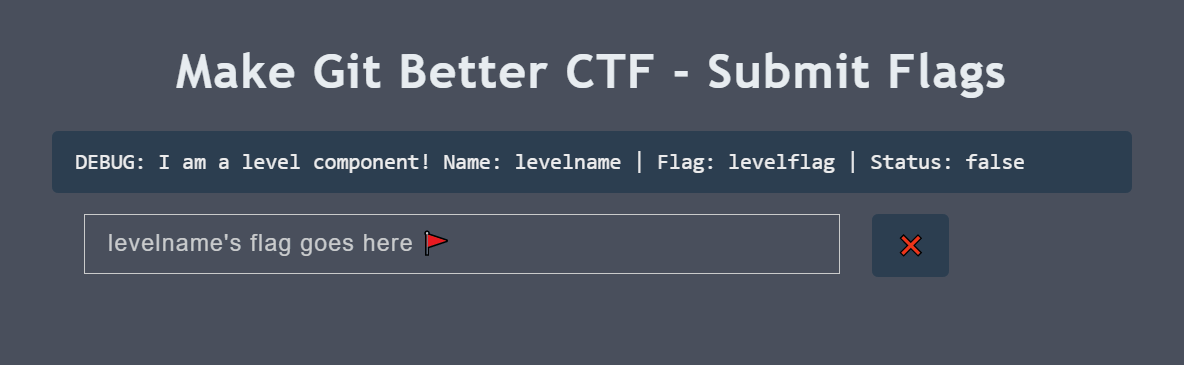 Make Git Better CTF - Submit Flags
DEBUG: I am a level component! Name: levelname | Flag: levelflag | Status: false
levelname's flag goes here 🚩